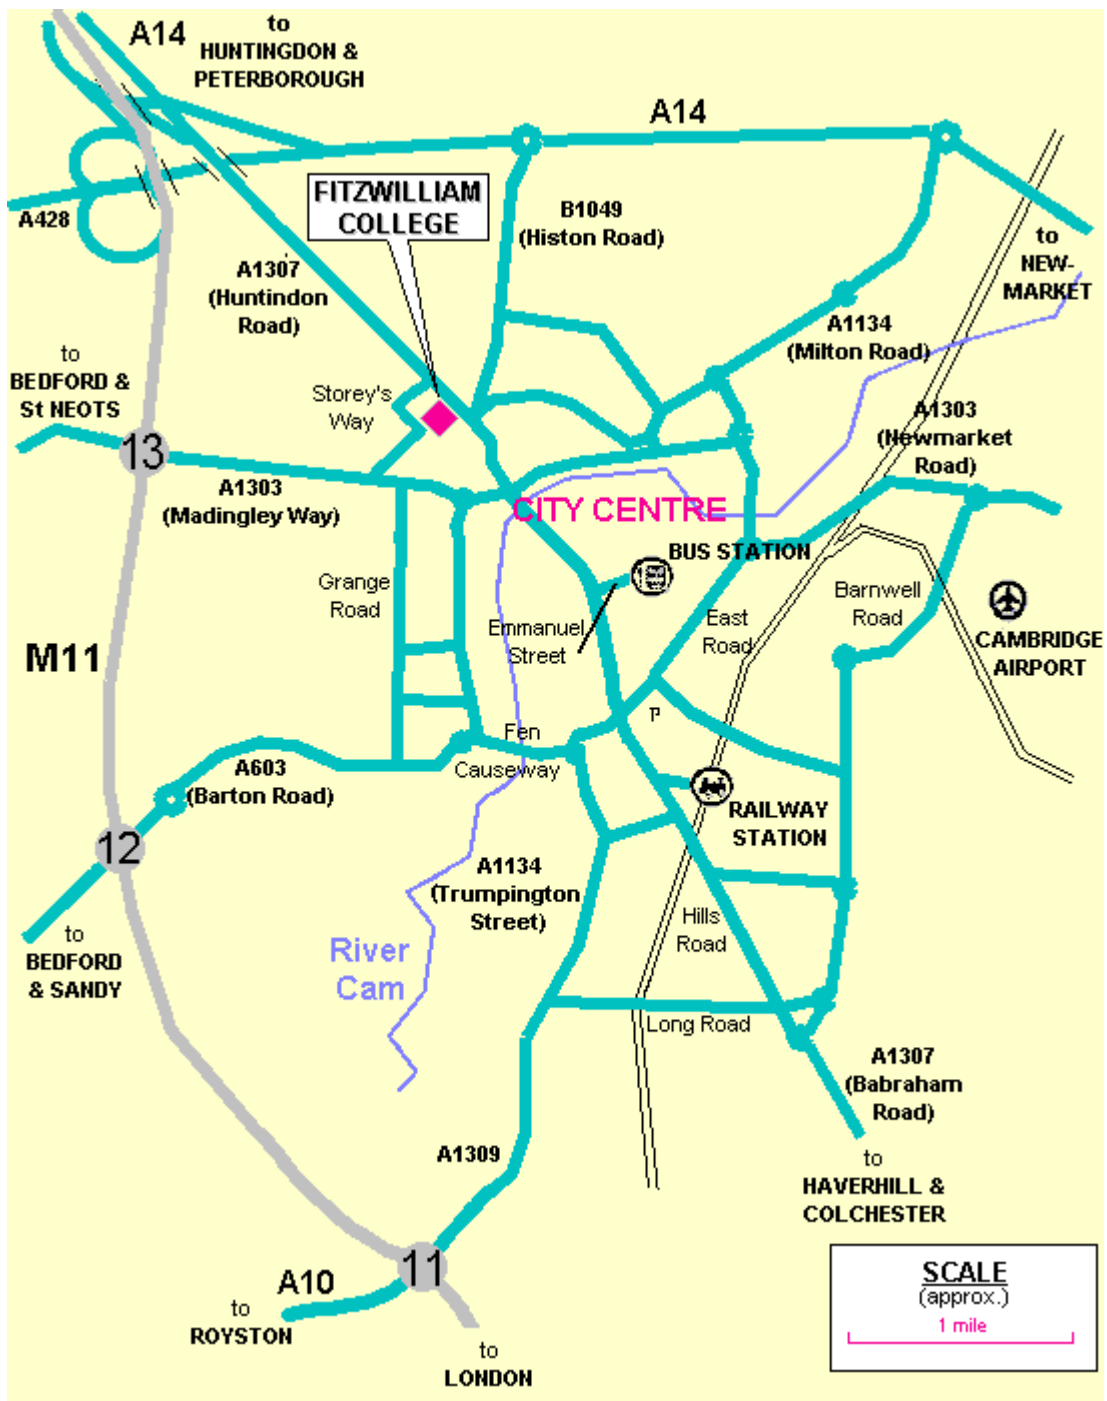 A14
to
HUNTINGDON &
PETERBOROUGH
A14
FITZWILLIAM
COLLEGE
A428
B1049
(Histon Road)
to
NEW-
MARKET
A1307
(Huntindon
Road)
A1134
(Milton Road)
to
BEDFORD &
St NEOTS
Storey's
Way
A1303
(Newmarket
Road)
13
A1303
(Madingley Way)
CITY CENTRE
BUS STATION
Grange
Road
Barnwell
Road
Emmanuel
Street
East
Road
CAMBRIDGE
AIRPORT
M11
P
Fen
Causeway
A603
(Barton Road)
RAILWAY
STATION
12
A1134
(Trumpington
Street)
Hills
Road
to
BEDFORD
& SANDY
River
Cam
Long Road
A1307
(Babraham
Road)
A1309
to
HAVERHILL &
COLCHESTER
11
A10
to
ROYSTON
to
LONDON
SCALE
(approx.)
1 mile